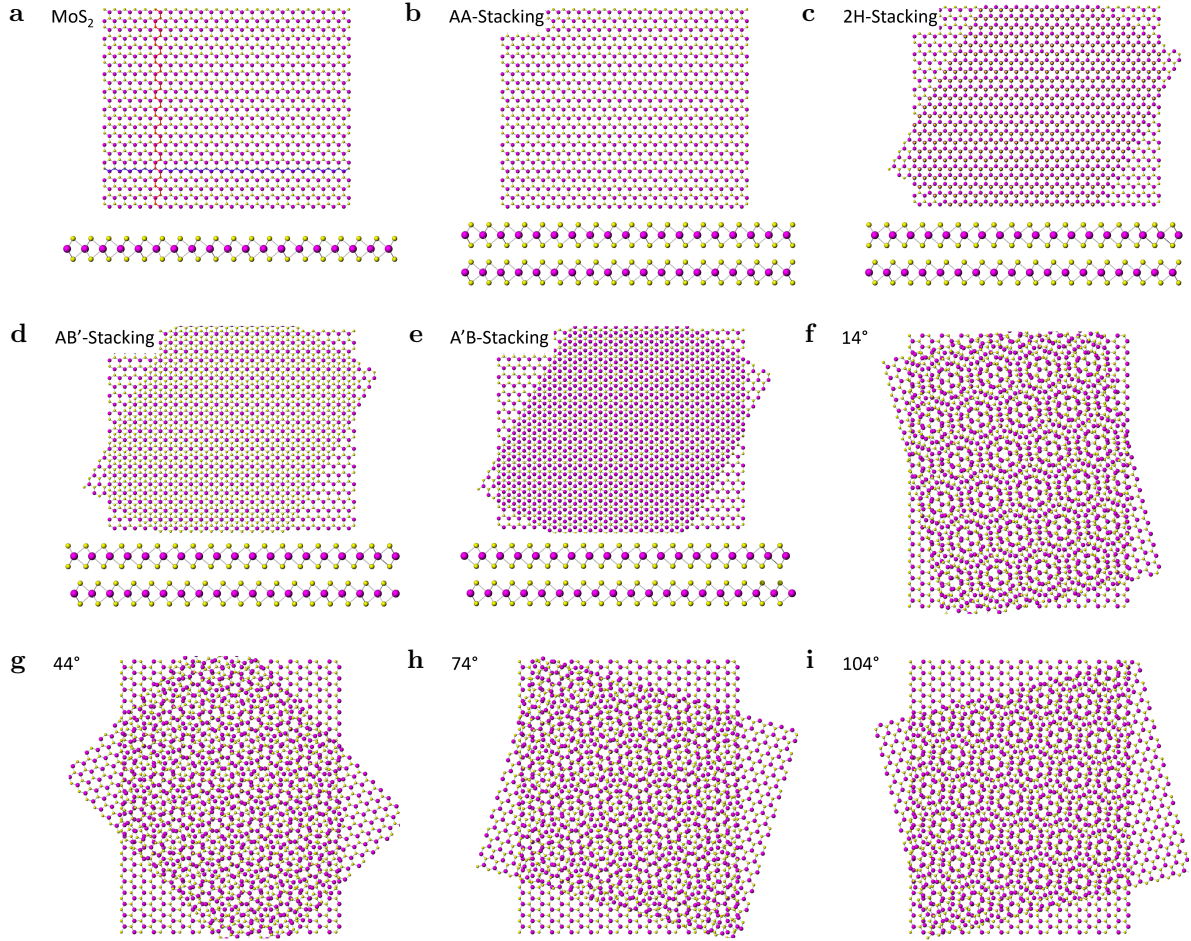 a MoS₂
b AA-Stacking
c 2H-Stacking
d AB′-Stacking
e A′B-Stacking
f 14°
g 44°
h 74°
i 104°